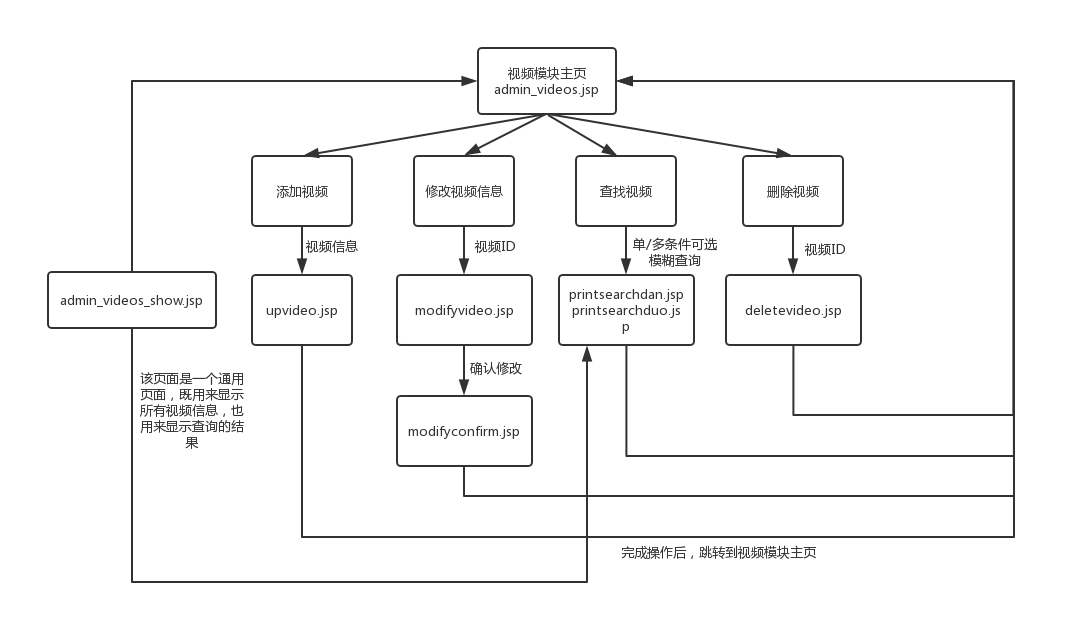 视频模块主页
admin_videos.jsp
添加视频
修改视频信息
查找视频
删除视频
视频信息
视频ID
单/多条件可选
模糊查询
视频ID
admin_videos_show.jsp
upvideo.jsp
modifyvideo.jsp
printsearchdan.jsp
printsearchduo.js
p
deletevideo.jsp
该页面是一个通用
页面，既用来显示
所有视频信息，也
用来显示查询的结
果
确认修改
modifyconfirm.jsp
完成操作后，跳转到视频模块主页